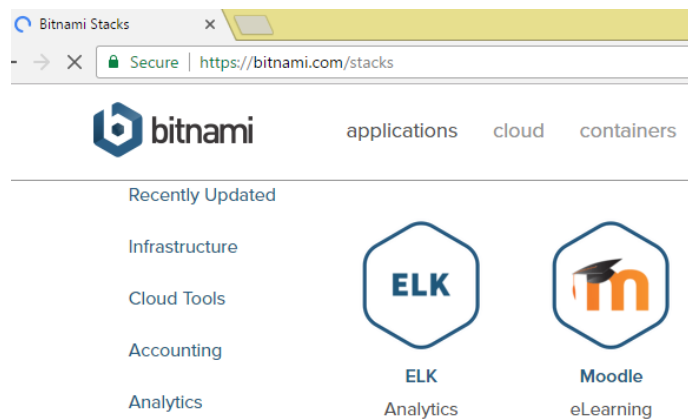 Bitnami Stacks
Secure | https://bitnami.com/stacks
bitnami applications cloud containers
Recently Updated
Infrastructure
Cloud Tools
Accounting
Analytics
ELK
ELK
Analytics
m
Moodle
eLearning